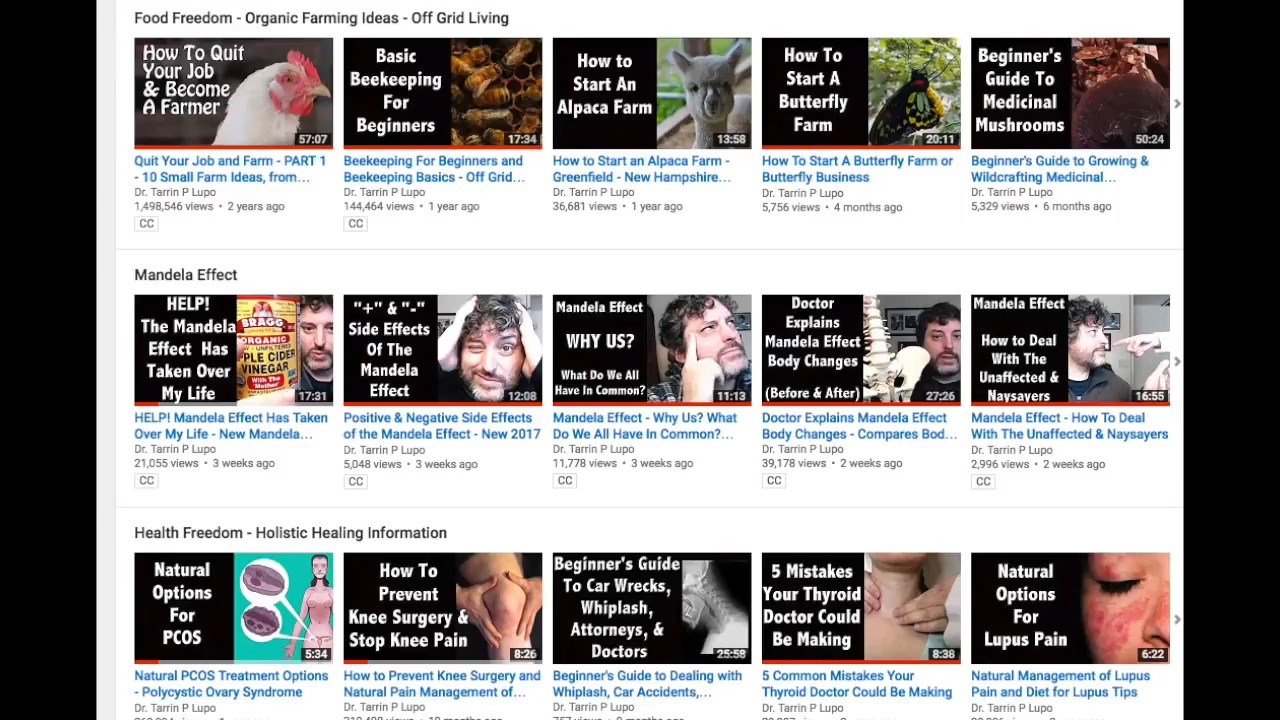 Food Freedom - Organic Farming Ideas - Off Grid Living
How To Quit
Your Job
& Become
A Farmer
57:07
Basic
Beekeeping
For
Beginners
17:34
How to
Start An
Alpaca Farm
13:58
How To
Start A
Butterfly
Farm
20:11
Beginner's
Guide To
Medicinal
Mushrooms
50:24
Quit Your Job and Farm - PART 1
- 10 Small Farm Ideas, from...
Dr. Tarrin P Lupo
1,498,546 views • 2 years ago
CC
Beekeeping For Beginners and
Beekeeping Basics - Off Grid...
Dr. Tarrin P Lupo
144,464 views • 1 year ago
CC
How to Start an Alpaca Farm -
Greenfield - New Hampshire...
Dr. Tarrin P Lupo
36,681 views • 1 year ago
How To Start A Butterfly Farm or
Butterfly Business
Dr. Tarrin P Lupo
5,756 views • 4 months ago
Beginner's Guide to Growing &
Wildcrafting Medicinal...
Dr. Tarrin P Lupo
5,329 views • 6 months ago
Mandela Effect
HELP!
The Mandela
Effect Has
Taken Over
My Life
BRAGG
ORGANIC
UNFILTERED
PLE CIDER
VINEGAR
With The
'Mother'
17:31
"+" & "-"
Side Effects
Of The
Mandela
Effect
12:08
Mandela Effect
WHY US?
What Do We All
Have In Common?
11:13
Doctor
Explains
Mandela Effect
Body Changes
(Before & After)
27:26
Mandela Effect
How to Deal
With The
Unaffected &
Naysayers
16:55
HELP! Mandela Effect Has Taken
Over My Life - New Mandela...
Dr. Tarrin P Lupo
21,055 views • 3 weeks ago
CC
Positive & Negative Side Effects
of the Mandela Effect - New 2017
Dr. Tarrin P Lupo
5,048 views • 3 weeks ago
CC
Mandela Effect - Why Us? What
Do We All Have In Common?...
Dr. Tarrin P Lupo
11,778 views • 3 weeks ago
CC
Doctor Explains Mandela Effect
Body Changes - Compares Bod...
Dr. Tarrin P Lupo
39,178 views • 2 weeks ago
CC
Mandela Effect - How To Deal
With The Unaffected & Naysayers
Dr. Tarrin P Lupo
2,996 views • 2 weeks ago
CC
Health Freedom - Holistic Healing Information
Natural
Options
For
PCOS
5:34
How To
Prevent
Knee Surgery &
Stop Knee Pain
8:26
Beginner's Guide
To Car Wrecks,
Whiplash,
Attorneys, &
Doctors
25:58
5 Mistakes
Your Thyroid
Doctor Could
Be Making
8:38
Natural
Options
For
Lupus Pain
6:22
Natural PCOS Treatment Options
- Polycystic Ovary Syndrome
Dr. Tarrin P Lupo
How to Prevent Knee Surgery and
Natural Pain Management of...
Dr. Tarrin P Lupo
Beginner's Guide to Dealing with
Whiplash, Car Accidents,...
Dr. Tarrin P Lupo
5 Common Mistakes Your
Thyroid Doctor Could Be Making
Dr. Tarrin P Lupo
Natural Management of Lupus
Pain and Diet for Lupus Tips
Dr. Tarrin P Lupo